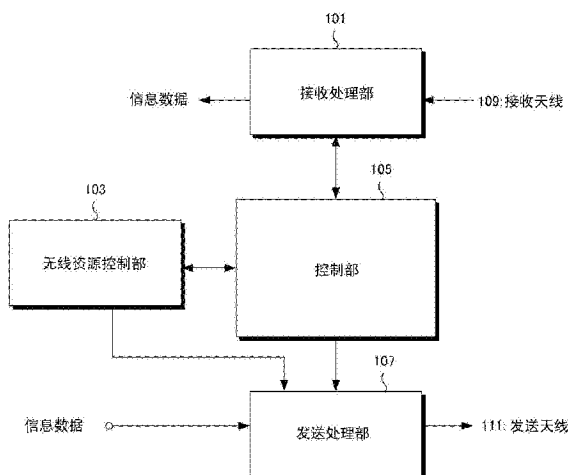 101
信息数据
接收处理部
109:接收天线
105
103
无线资源控制部
控制部
107
信息数据
发送处理部
111:发送天线